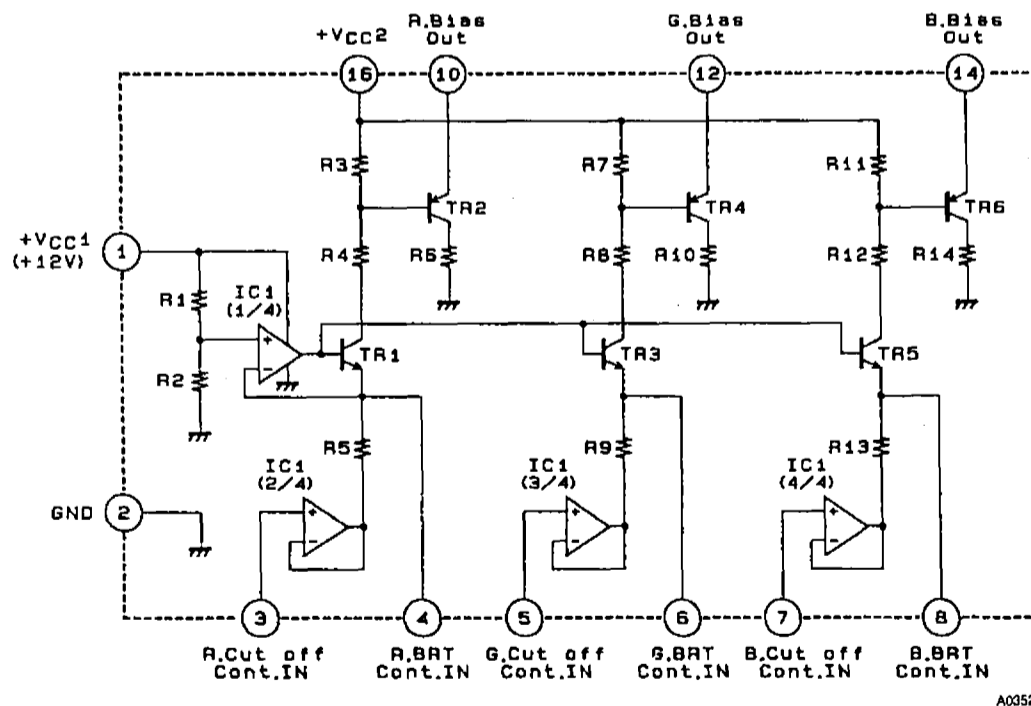 +VCC2
R.Bias
Out
G.Bias
Out
B.Bias
Out
16
10
12
14
R3
R7
R11
TR2
TR4
TR6
+VCC1
(+12V)
1
R4
R6
R8
R10
R12
R14
R1
IC1
(1/4)
+
-
TR1
TR3
TR5
R2
R5
R9
R13
IC1
(2/4)
IC1
(3/4)
IC1
(4/4)
GND
2
+
-
+
-
+
-
3
4
5
6
7
8
R.Cut off
Cont.IN
R.BRT
Cont.IN
G.Cut off
Cont.IN
G.BRT
Cont.IN
B.Cut off
Cont.IN
B.BRT
Cont.IN
A0352